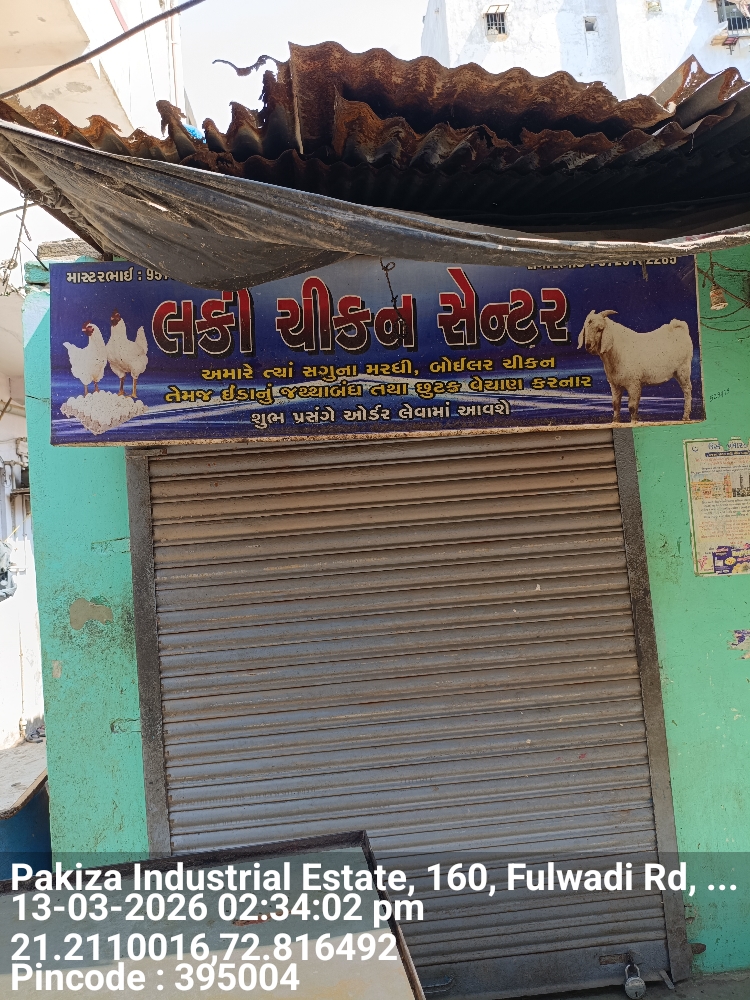 માસ્ટરભાઈ :
લકી ચીકન સેન્ટર
અમારે ત્યાં સગુના મરઘી, બોઈલર ચીકન
તેમજ ઈંડાનું જથ્થાબંધ તથા છુટક વેચાણ કરનાર
શુભ પ્રસંગે ઓર્ડર લેવામાં આવશે
Pakiza Industrial Estate, 160, Fulwadi Rd, ...
13-03-2026 02:34:02 pm
21.2110016,72.816492
Pincode : 395004